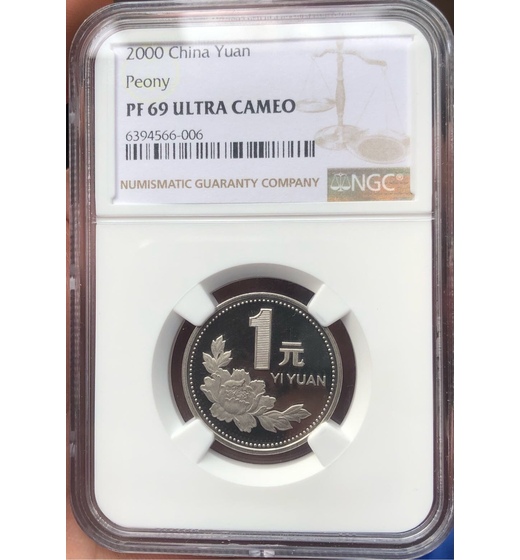 2000 China Yuan
Peony
PF 69 ULTRA CAMEO
6394566-006
NUMISMATIC GUARANTY COMPANY
NGC®
1元
YI YUAN